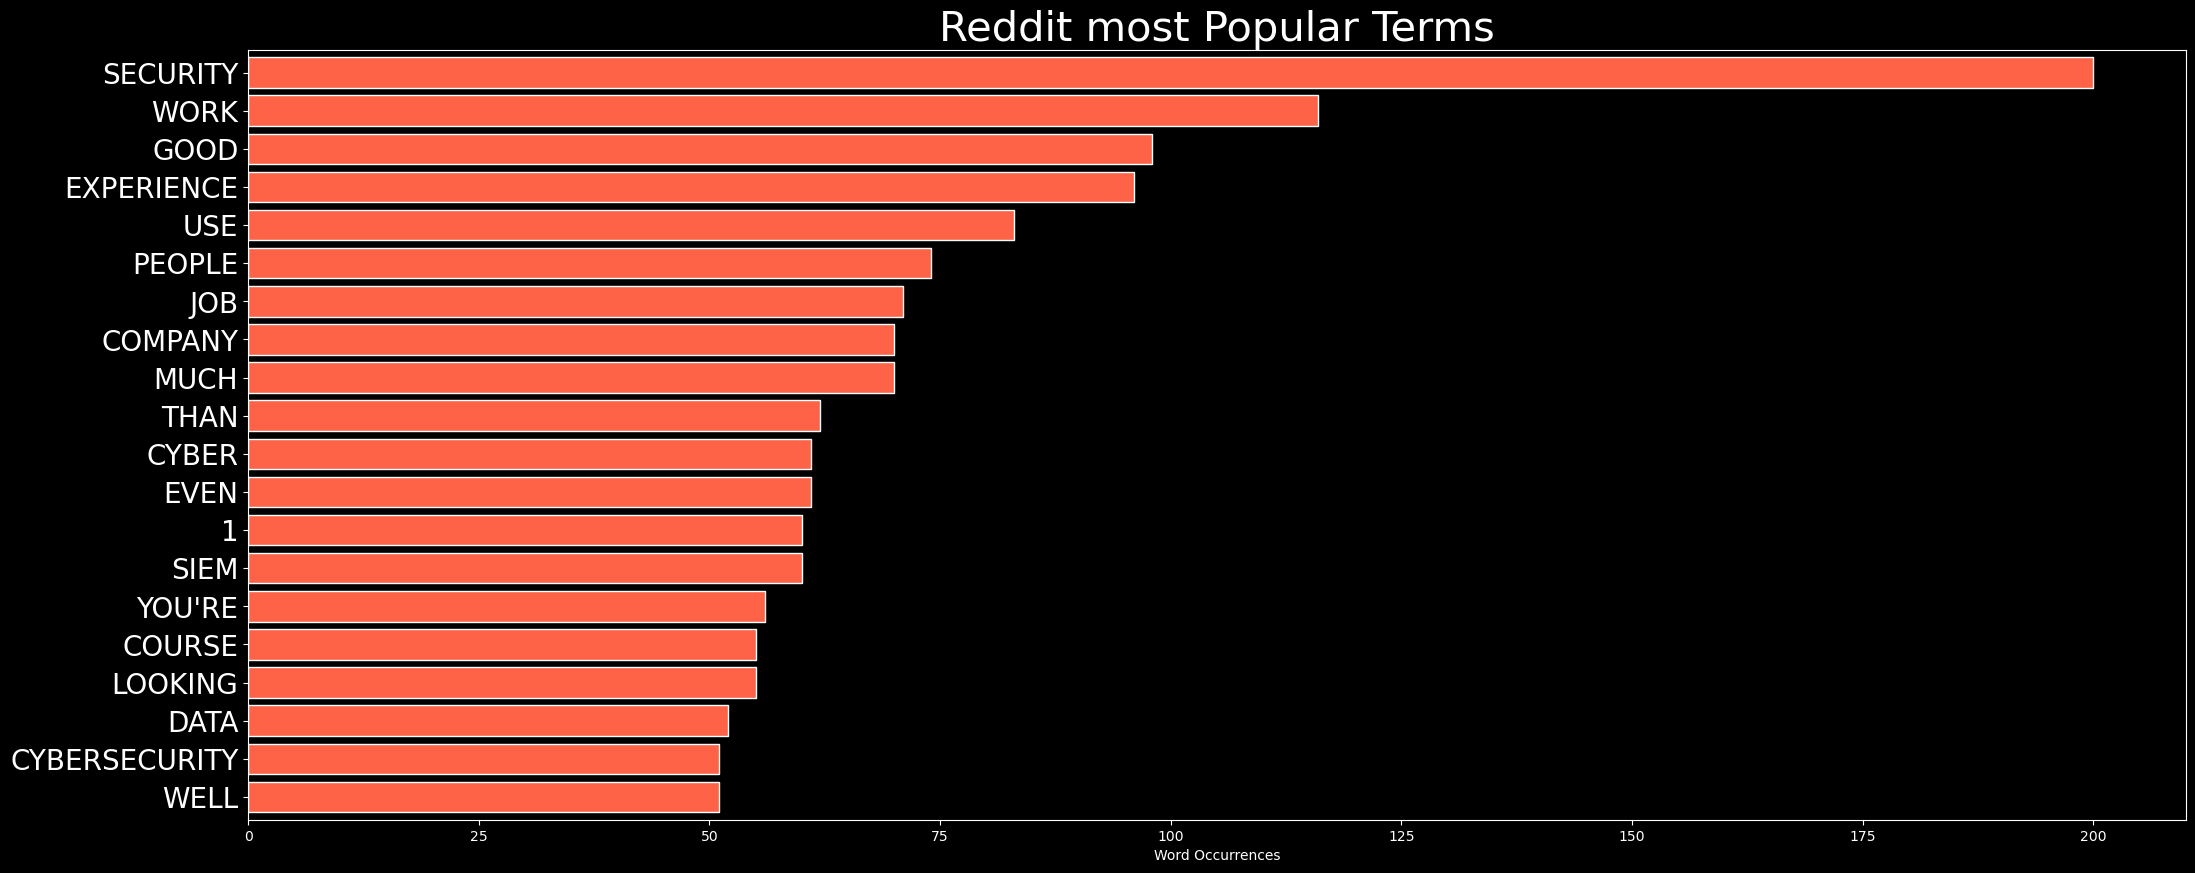 Reddit most Popular Terms
SECURITY
WORK
GOOD
EXPERIENCE
USE
PEOPLE
JOB
COMPANY
MUCH
THAN
CYBER
EVEN
1
SIEM
YOU'RE
COURSE
LOOKING
DATA
CYBERSECURITY
WELL
0 25 50 75 100 125 150 175 200
Word Occurrences